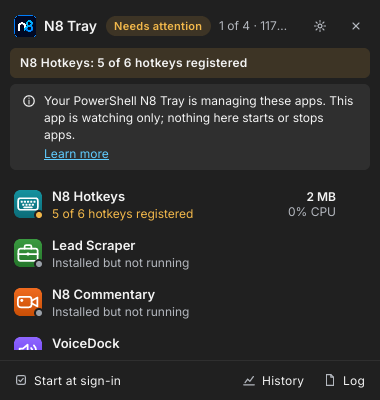 n8
N8 Tray Needs attention 1 of 4 · 117...
N8 Hotkeys: 5 of 6 hotkeys registered
Your PowerShell N8 Tray is managing these apps. This
app is watching only; nothing here starts or stops
apps.
Learn more
N8 Hotkeys 2 MB
5 of 6 hotkeys registered 0% CPU
Lead Scraper
Installed but not running
N8 Commentary
Installed but not running
VoiceDock
Start at sign-in History Log